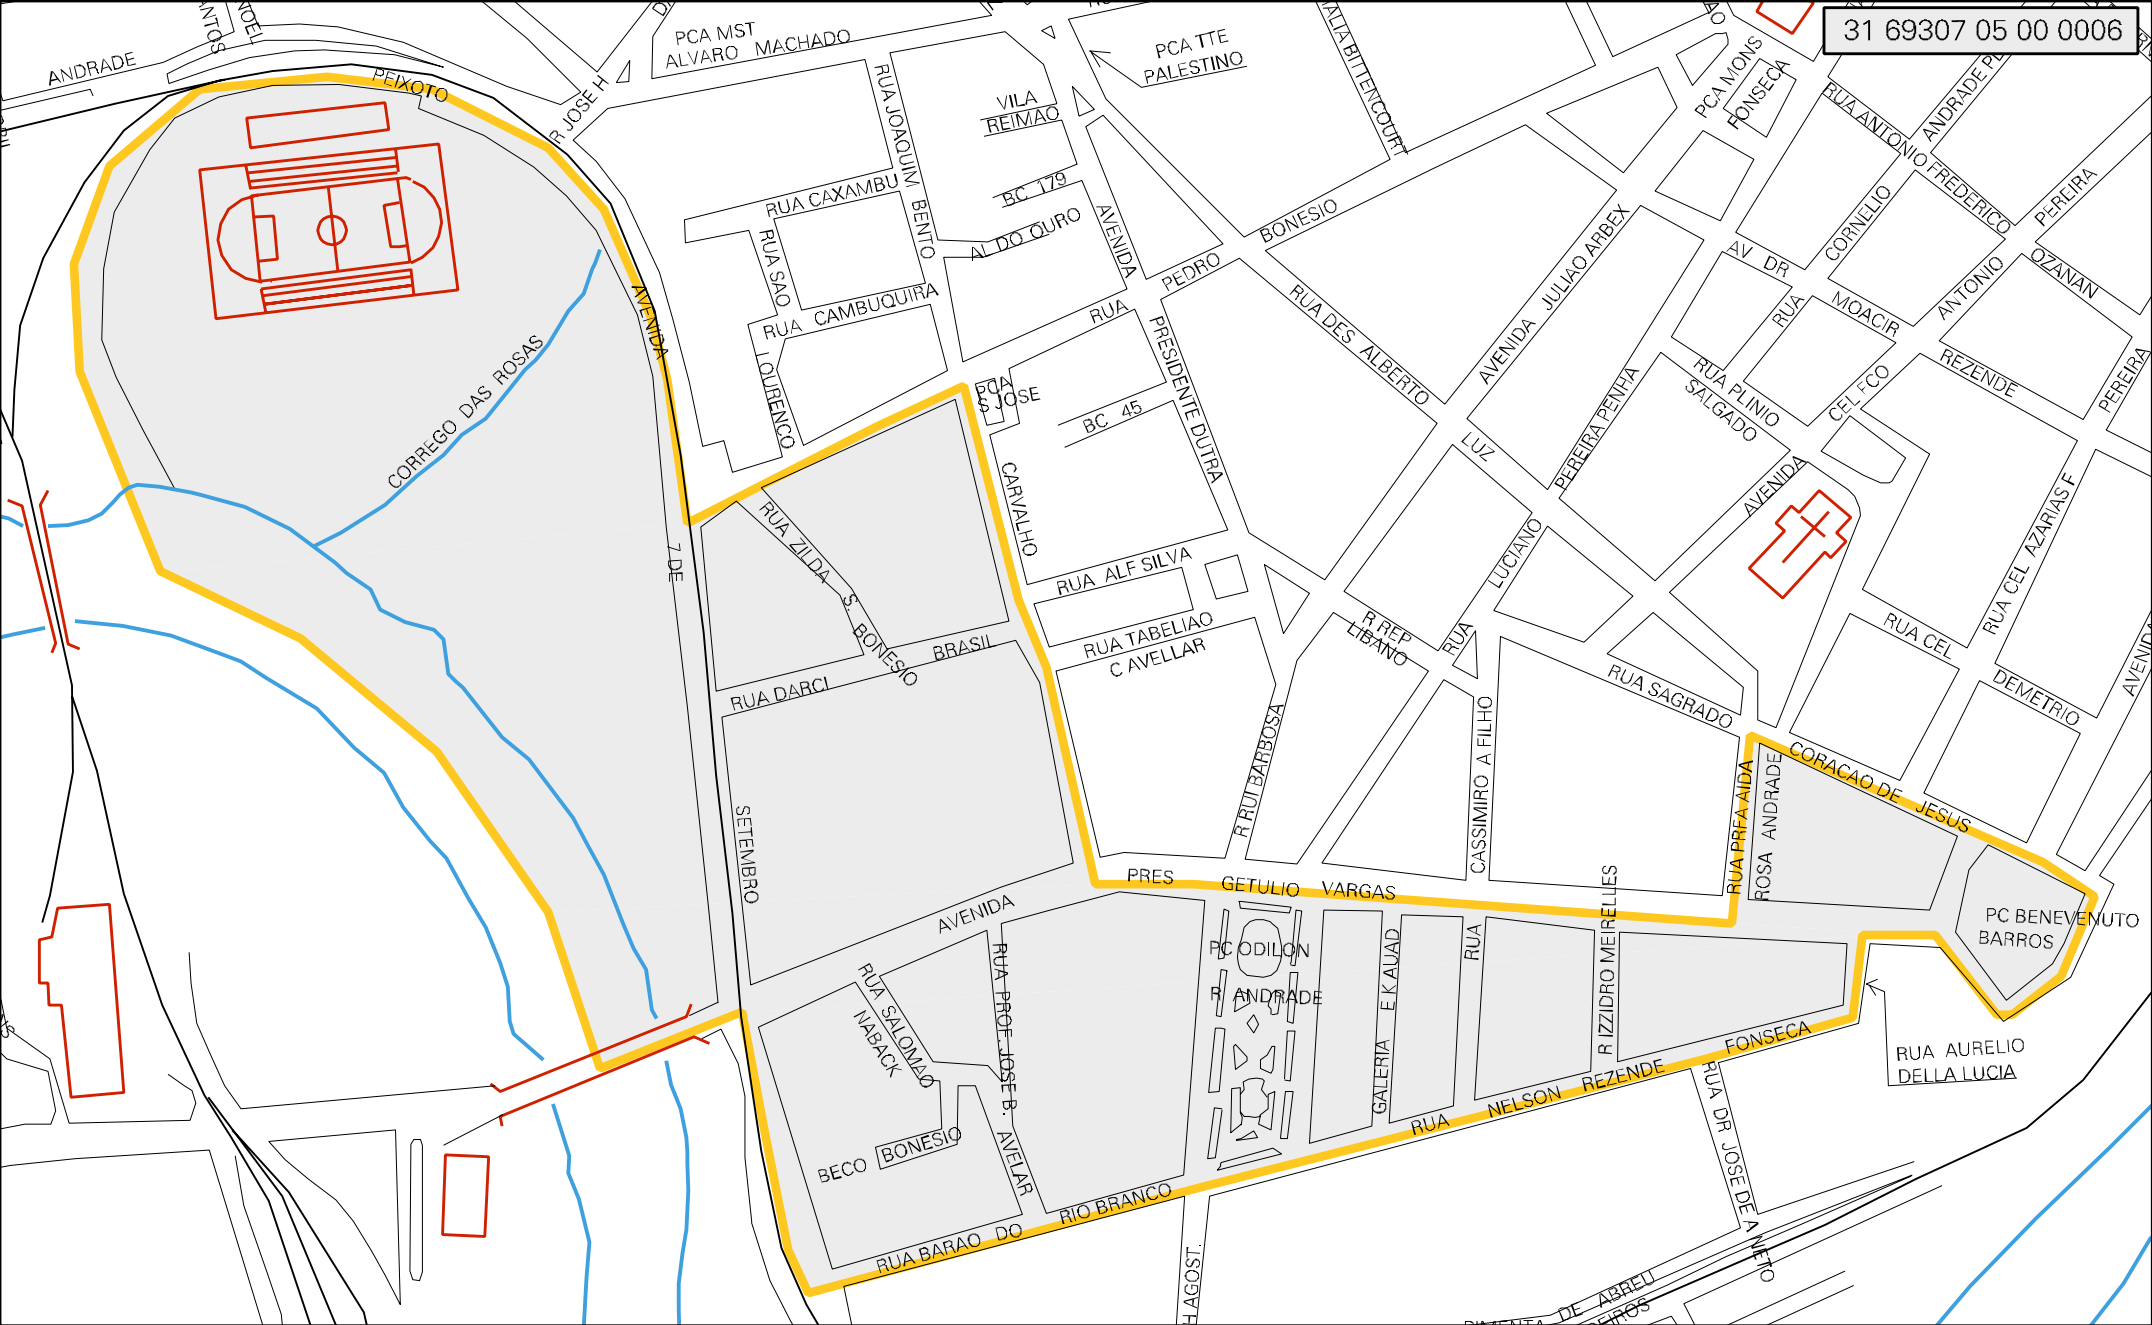 31 69307 05 00 0006
PCA MST
ALVARO MACHADO
PCA TTE
PALESTINO
ANDRADE
PEIXOTO
R JOSE H
RUA JOAQUIM BENTO
VILA
REIMAO
BC 179
AL DO OURO
RUA CAXAMBU
RUA SAO
LOURENCO
RUA CAMBUQUIRA
AVENIDA
PRESIDENTE DUTRA
RUA
PEDRO
BONESIO
RUA DES ALBERTO
LUZ
AVENIDA JULIAO ARBEX
PCA MONS
FONSECA
RUA ANTONIO FREDERICO
OZANAN
PEREIRA
ANTONIO
CORNELIO
RUA
AV DR
MOACIR
REZENDE
PEREIRA
RUA PLINIO
SALGADO
CEL FCO
AVENIDA
PEREIRA PENHA
LUCIANO
RUA
AVENIDA
7 DE
SETEMBRO
CORREGO DAS ROSAS
PCA
S JOSE
BC 45
CARVALHO
RUA ZILDA S. BONESIO
RUA ALF SILVA
RUA TABELIAO
C AVELLAR
RUA DARCI
BRASIL
R REP
LIBANO
RUA CEL AZARIAS F
RUA CEL
DEMETRIO
AVENIDA
RUA SAGRADO
CORACAO DE JESUS
R RUI BARBOSA
CASSIMIRO A FILHO
RUA
RUA PRFA AIDA
ROSA ANDRADE
PRES GETULIO VARGAS
AVENIDA
R IZZIDRO MEIRELLES
PC BENEVENUTO
BARROS
PC ODILON
R ANDRADE
GALERIA E KAUAD
RUA SALOMAO
NABACK
RUA PROF. JOSE B. AVELAR
BECO BONESIO
RUA BARAO DO
RIO BRANCO
RUA NELSON REZENDE
FONSECA
RUA AURELIO
DELLA LUCIA
RUA DR JOSE DE A NETO
DE ABREU